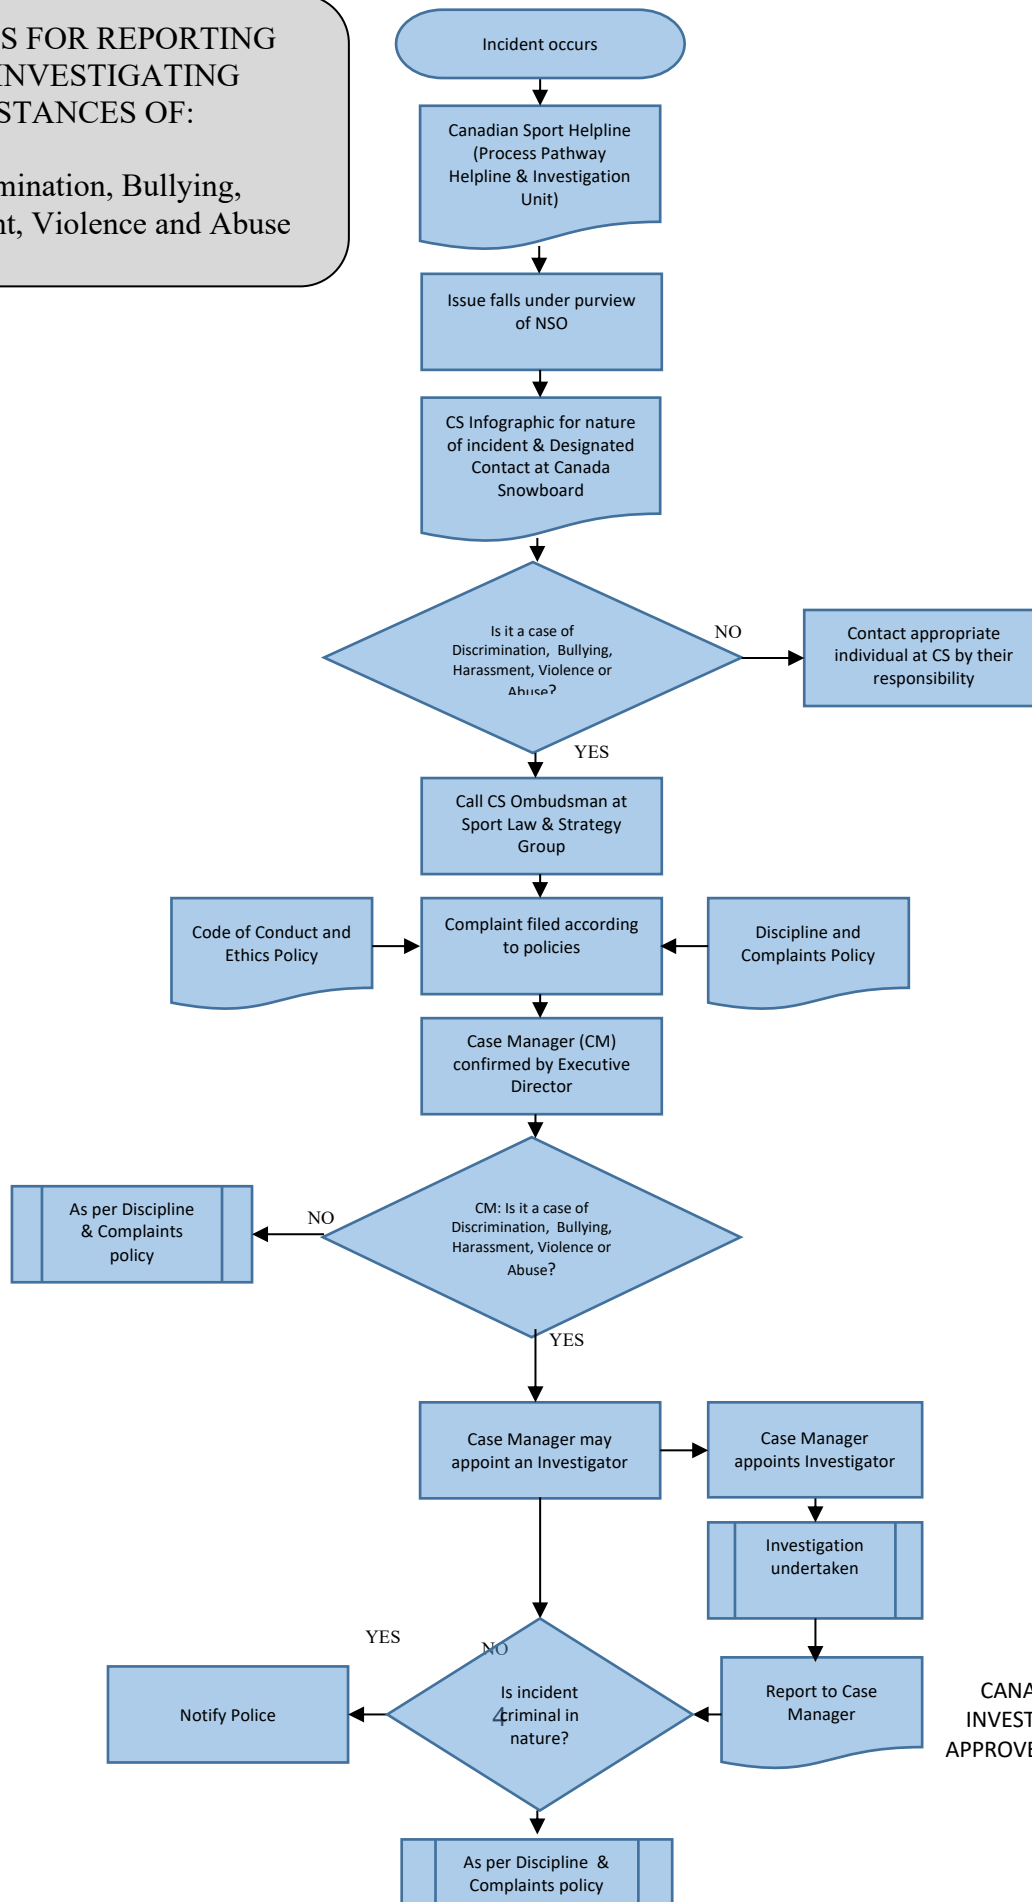 S FOR REPORTING
INVESTIGATING
STANCES OF:
mination, Bullying,
nt, Violence and Abuse
Incident occurs
Canadian Sport Helpline
(Process Pathway
Helpline & Investigation
Unit)
Issue falls under purview
of NSO
CS Infographic for nature
of incident & Designated
Contact at Canada
Snowboard
Is it a case of
Discrimination, Bullying,
Harassment, Violence or
Abuse?
NO
Contact appropriate
individual at CS by their
responsibility
YES
Call CS Ombudsman at
Sport Law & Strategy
Group
Code of Conduct and
Ethics Policy
Complaint filed according
to policies
Discipline and
Complaints Policy
Case Manager (CM)
confirmed by Executive
Director
CM: Is it a case of
Discrimination, Bullying,
Harassment, Violence or
Abuse?
NO
As per Discipline
& Complaints
policy
YES
Case Manager may
appoint an Investigator
Case Manager
appoints Investigator
Investigation
undertaken
YES
NO
Is incident
criminal in
nature?
4
Notify Police
Report to Case
Manager
CANA
INVEST
APPROVE
As per Discipline &
Complaints policy